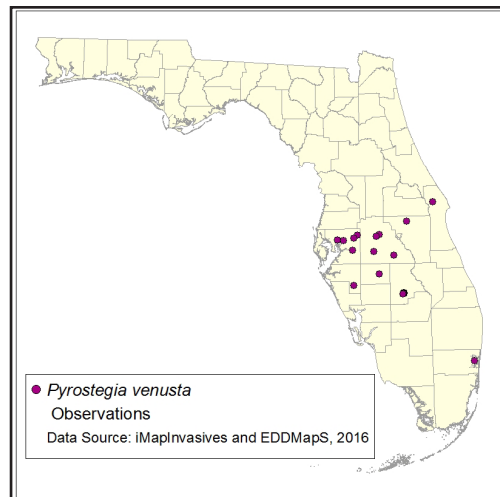 Pyrostegia venusta
Observations
Data Source: iMapInvasives and EDDMapS, 2016